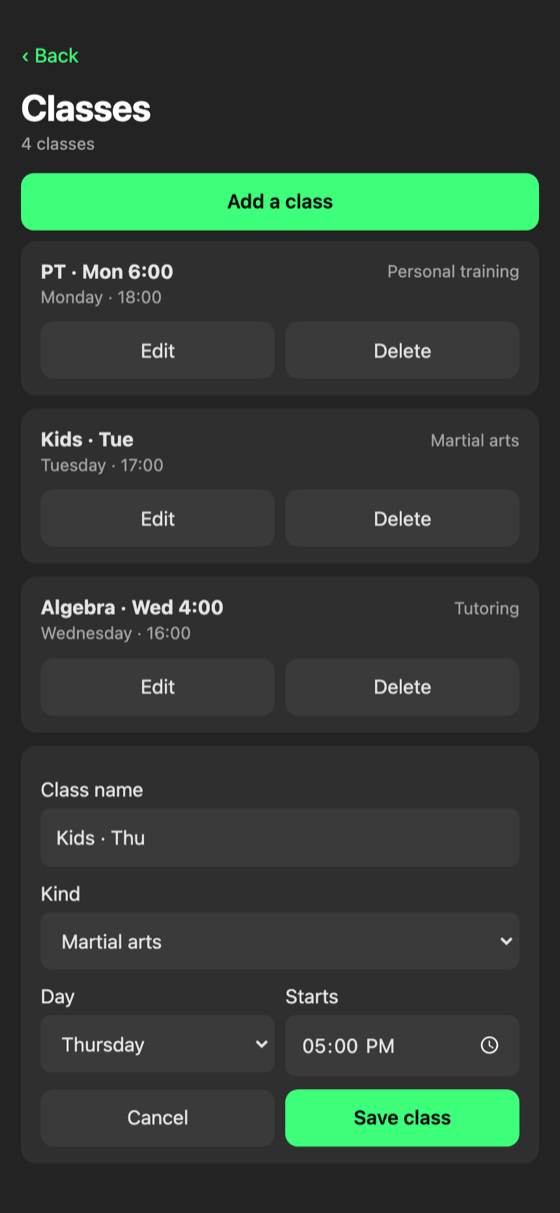 ‹ Back
Classes
4 classes
Add a class
PT · Mon 6:00 Personal training
Monday · 18:00
Edit Delete
Kids · Tue Martial arts
Tuesday · 17:00
Edit Delete
Algebra · Wed 4:00 Tutoring
Wednesday · 16:00
Edit Delete
Class name
Kids · Thu
Kind
Martial arts
Day Starts
Thursday 05:00 PM
Cancel Save class